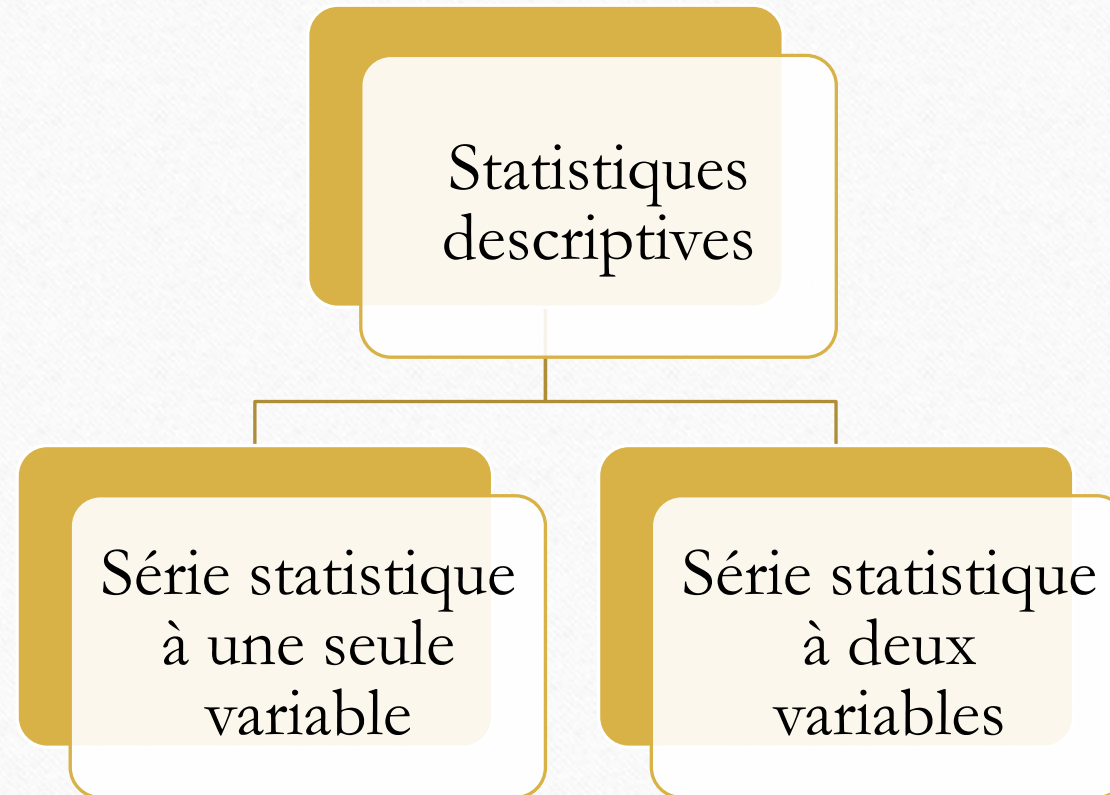 Statistiques
descriptives
Série statistique
à une seule
variable
Série statistique
à deux
variables